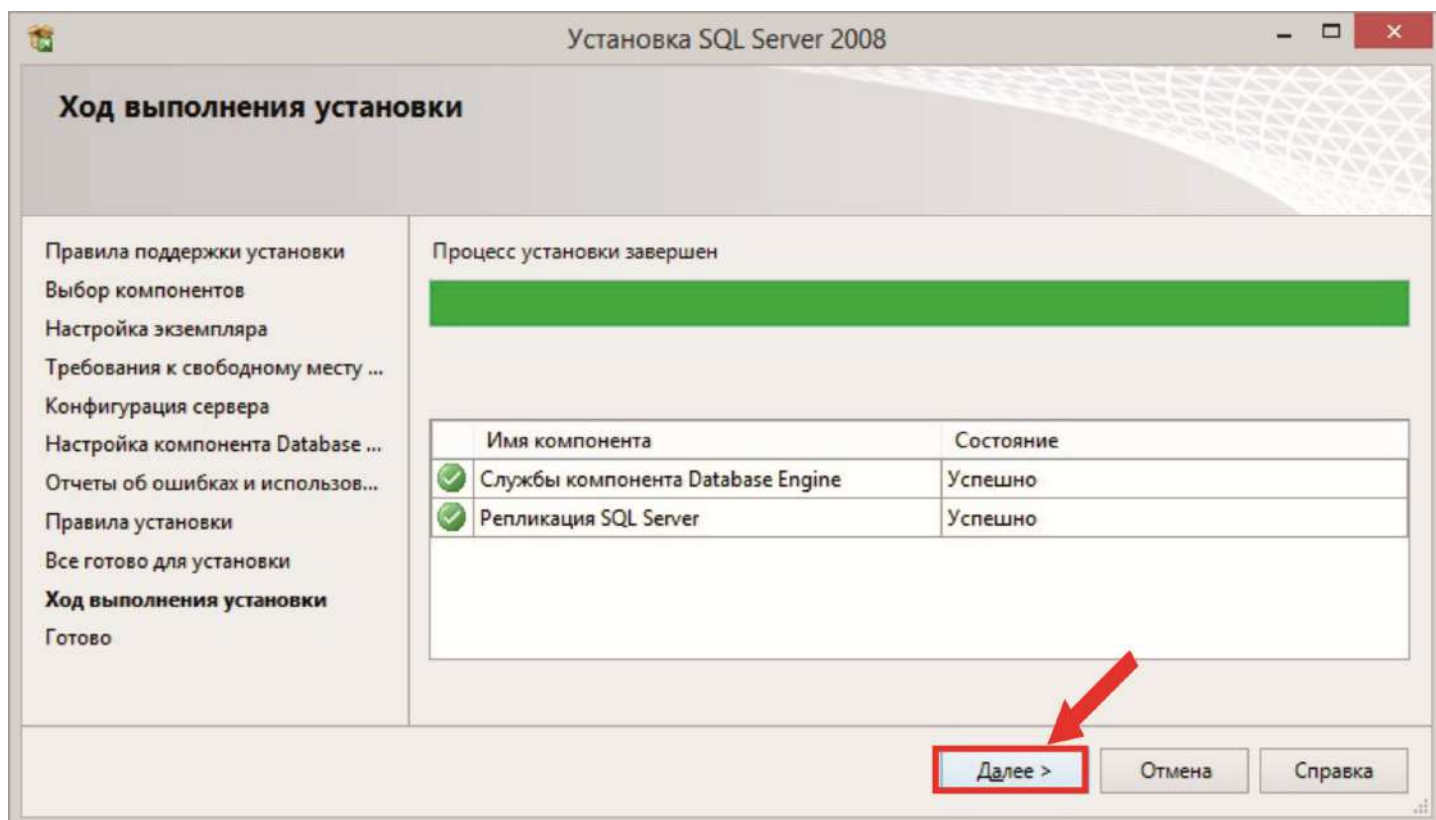 Установка SQL Server 2008
Ход выполнения установки
Правила поддержки установки
Выбор компонентов
Настройка экземпляра
Требования к свободному месту ...
Конфигурация сервера
Настройка компонента Database ...
Отчеты об ошибках и использов...
Правила установки
Все готово для установки
Ход выполнения установки
Готово
Процесс установки завершен
Имя компонента Состояние
Службы компонента Database Engine Успешно
Репликация SQL Server Успешно
Далее > Отмена Справка